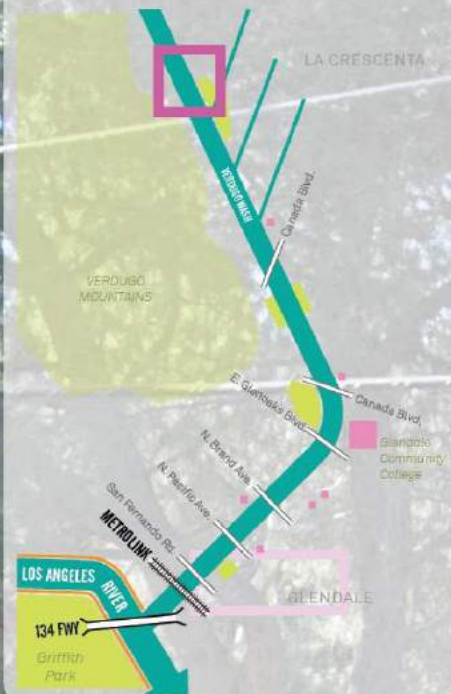 LA CRESCENTA
VERDUGO WASH
Canada Blvd.
VERDUGO
MOUNTAINS
Canada Blvd.
E. Glenoaks Blvd.
Glendale
Community
College
N. Brand Ave.
N. Pacific Ave.
San Fernando Rd.
METROLINK
LOS ANGELES
RIVER
GLENDALE
134 FWY
Griffith
Park